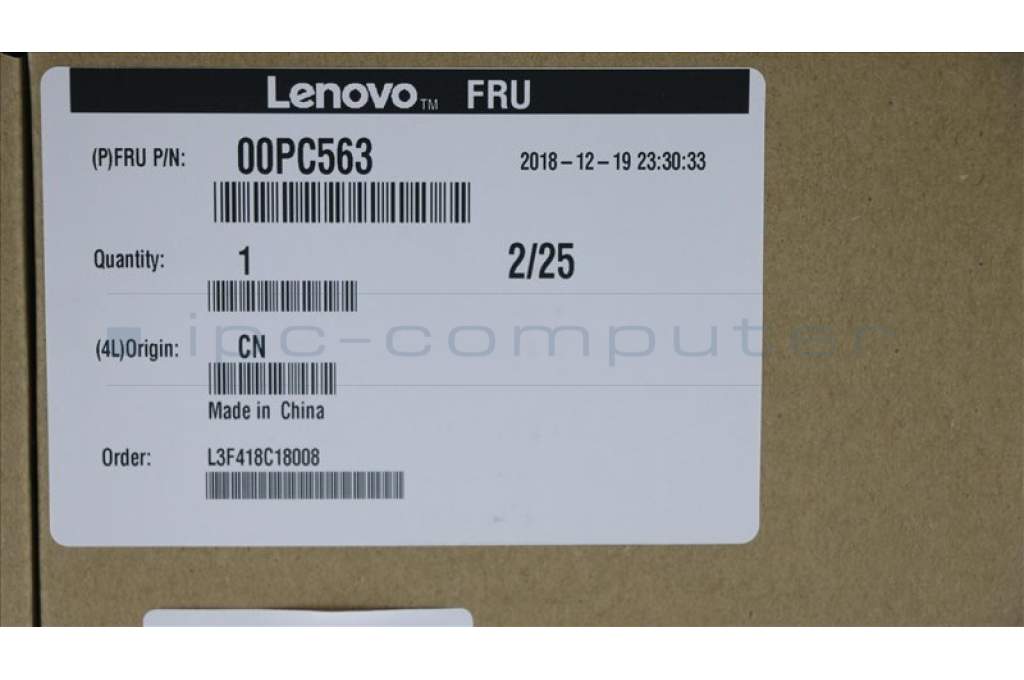 Lenovo™ FRU
(P)FRU P/N: 00PC563 2018-12-19 23:30:33
Quantity: 1 2/25
ipc-computer
(4L)Origin: CN
Made in China
Order: L3F418C18008